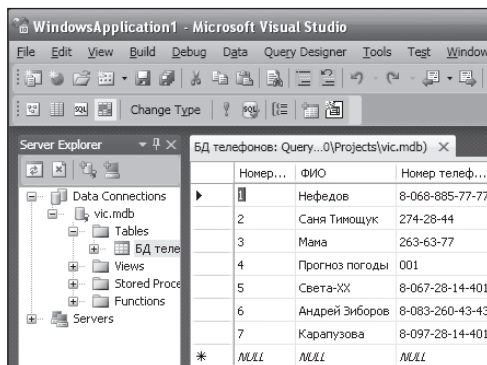 WindowsApplication1 - Microsoft Visual Studio
File Edit View Build Debug Data Query Designer Tools Test Window
SQL Change Type SQL
Server Explorer
БД телефонов: Query...0\Projects\vic.mdb)
Data Connections
vic.mdb
Tables
БД теле
Views
Stored Proce
Functions
Servers
Номер... ФИО Номер телеф...
1 Нефедов 8-068-885-77-77
2 Саня Тимощук 274-28-44
3 Мама 263-63-77
4 Прогноз погоды 001
5 Света-XX 8-067-28-14-401
6 Андрей Зиборов 8-083-260-43-43
7 Карапузова 8-097-28-14-401
NULL NULL NULL